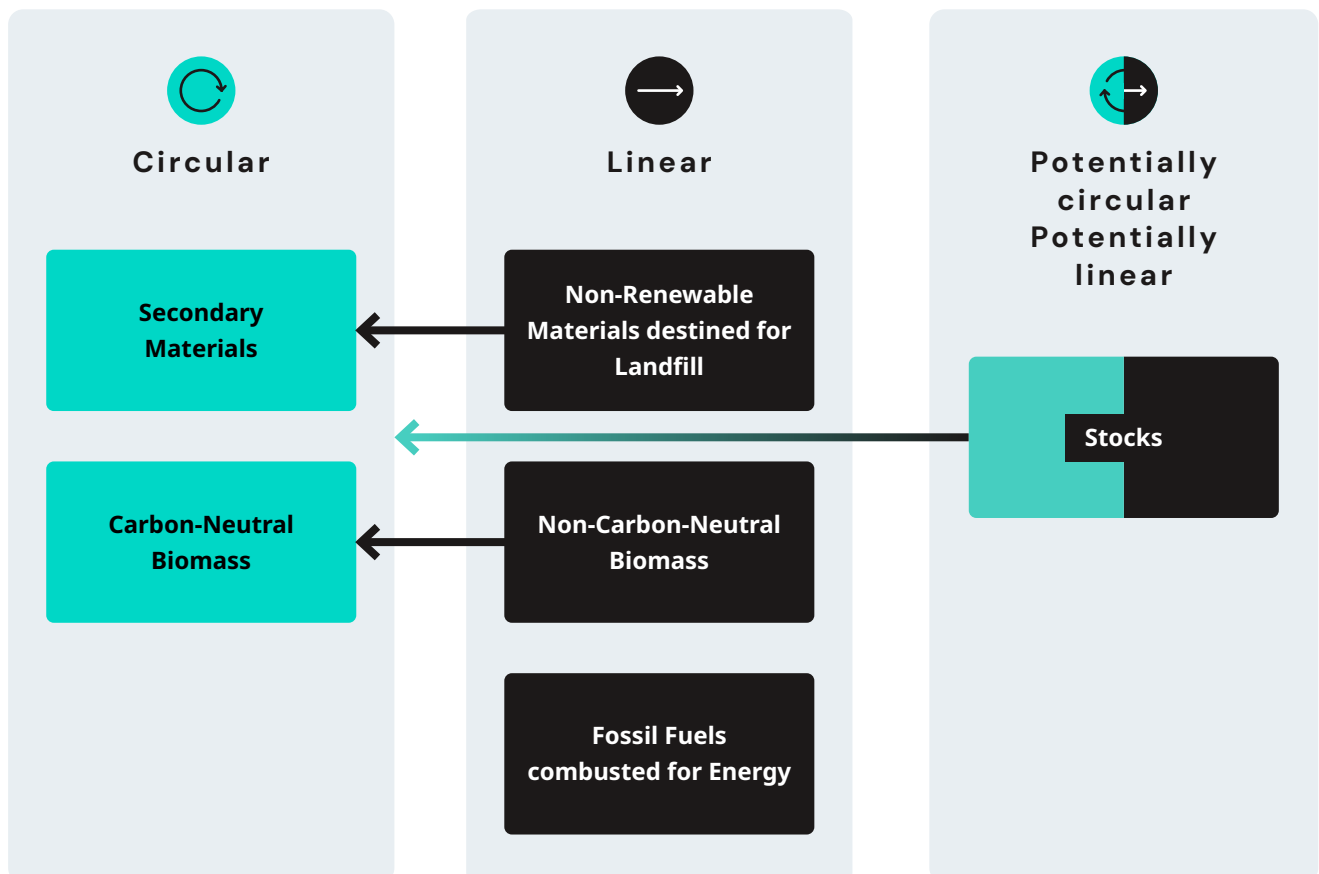 Circular
Secondary
Materials
Carbon-Neutral
Biomass
Linear
Non-Renewable
Materials destined for
Landfill
Non-Carbon-Neutral
Biomass
Fossil Fuels
combusted for Energy
Potentially
circular
Potentially
linear
Stocks